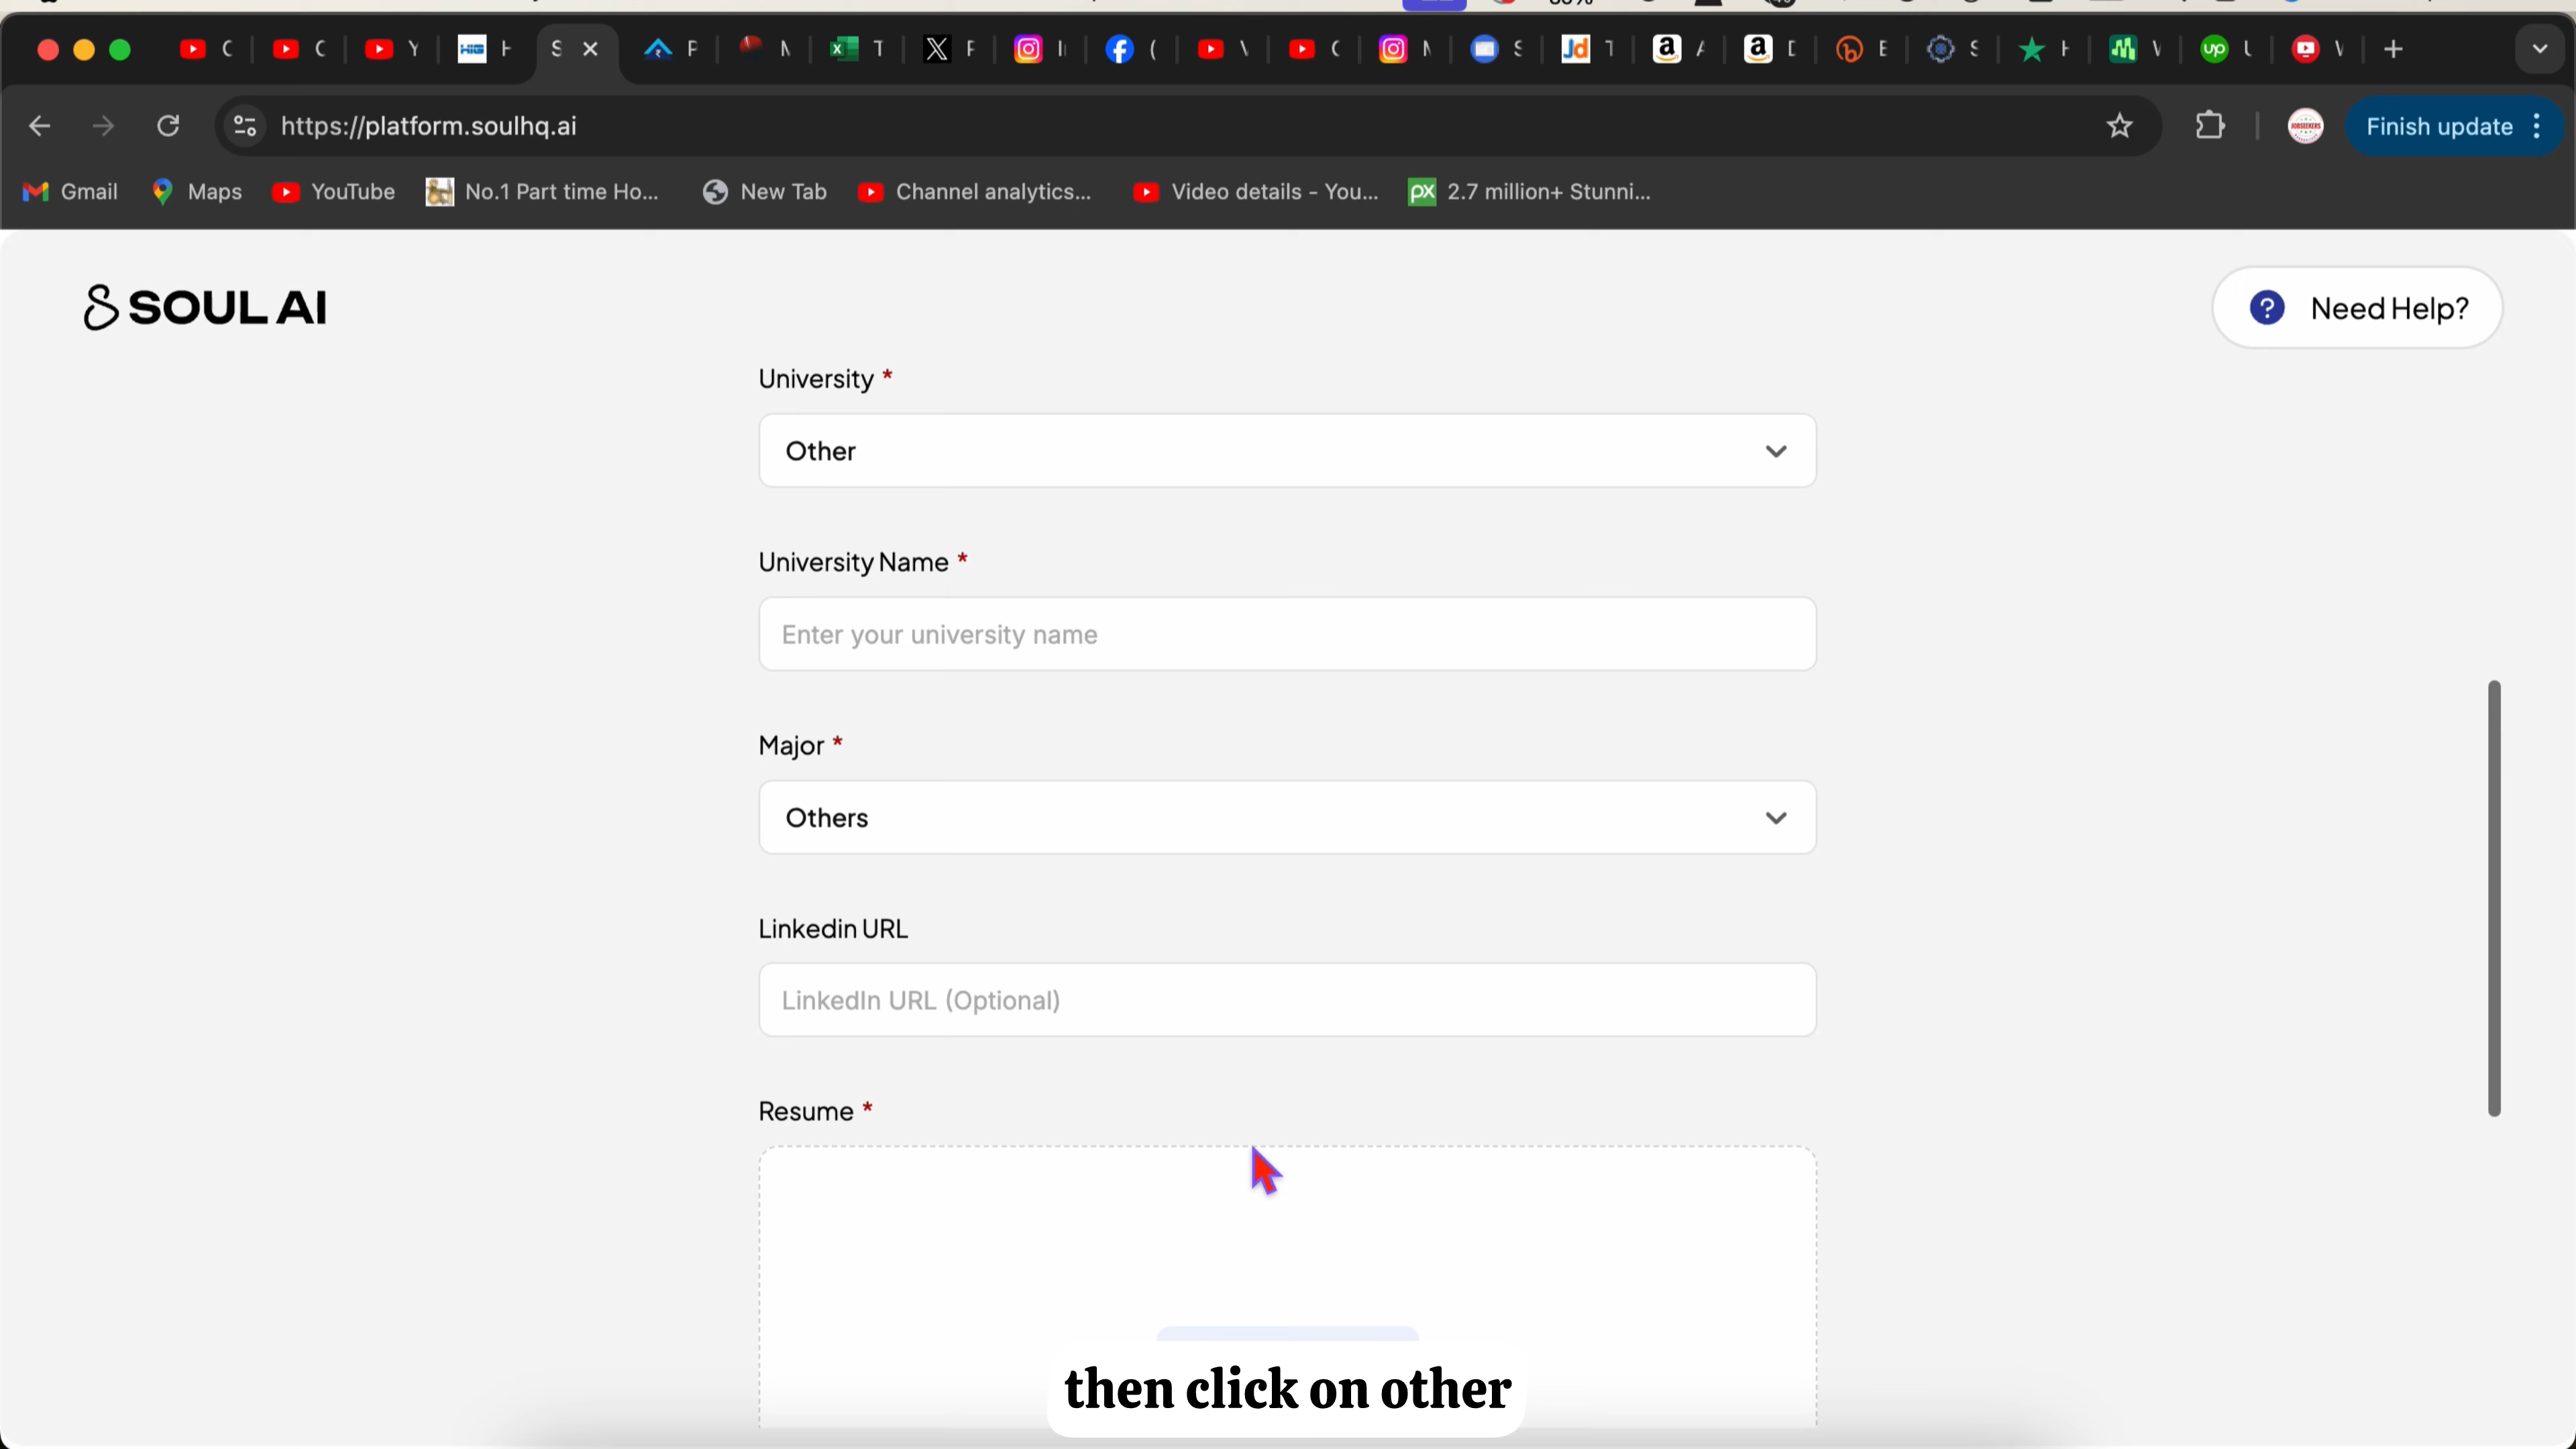 https://platform.soulhq.ai
Finish update
Gmail
Maps
YouTube
No.1 Part time Ho...
New Tab
Channel analytics...
Video details - You...
2.7 million+ Stunni...
SOUL AI
Need Help?
University *
Other
University Name *
Enter your university name
Major *
Others
Linkedin URL
LinkedIn URL (Optional)
Resume *
then click on other